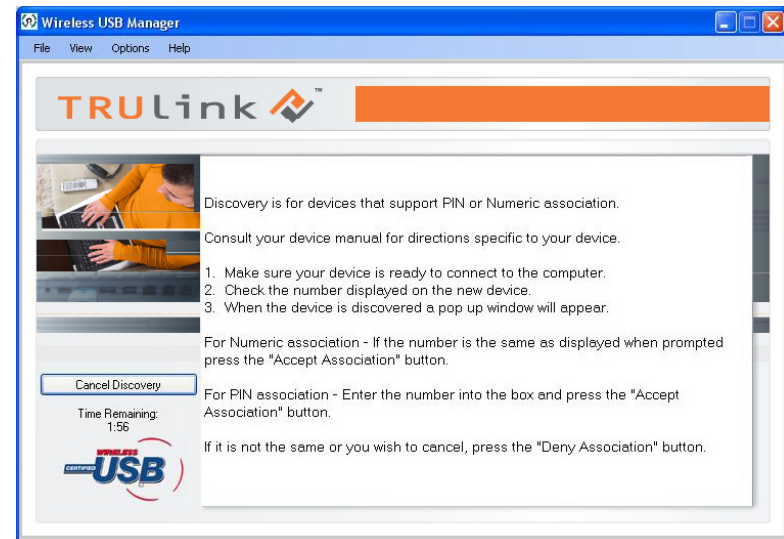 Wireless USB Manager
File View Options Help
TRULink ™
Discovery is for devices that support PIN or Numeric association.
Consult your device manual for directions specific to your device.
1. Make sure your device is ready to connect to the computer.
2. Check the number displayed on the new device.
3. When the device is discovered a pop up window will appear.
For Numeric association - If the number is the same as displayed when prompted
press the "Accept Association" button.
For PIN association - Enter the number into the box and press the "Accept
Association" button.
If it is not the same or you wish to cancel, press the "Deny Association" button.
Cancel Discovery
Time Remaining:
1:56
WIRELESS
CERTIFIED USB